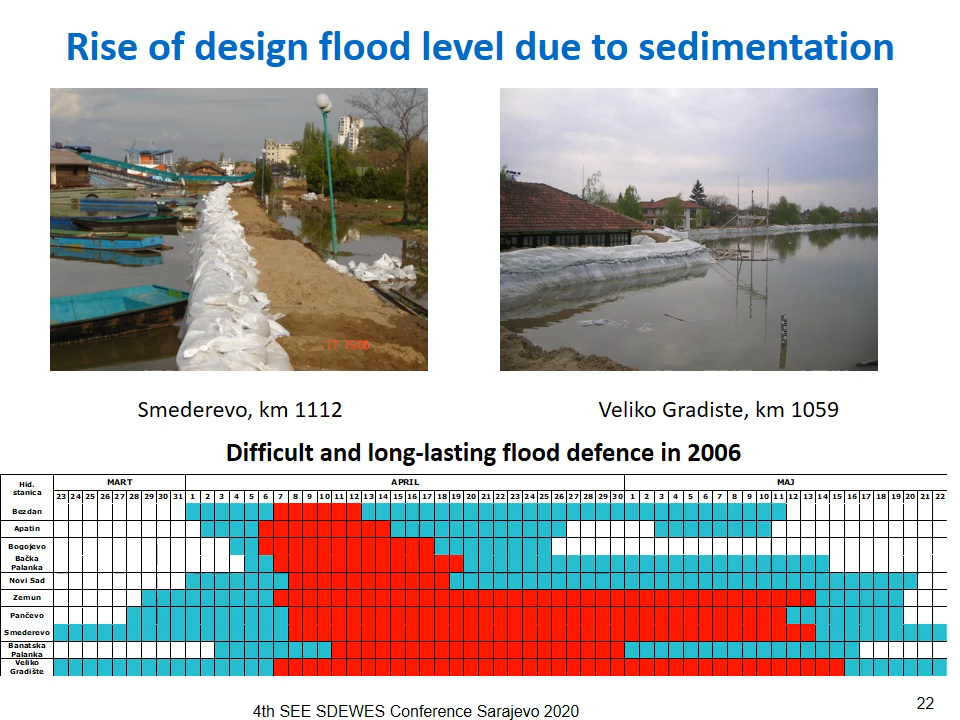 Rise of design flood level due to sedimentation
17 15:00
Smederevo, km 1112
Veliko Gradiste, km 1059
Difficult and long-lasting flood defence in 2006
Hid. stanica MART APRIL MAJ
23 24 25 26 27 28 29 30 31 1 2 3 4 5 6 7 8 9 10 11 12 13 14 15 16 17 18 19 20 21 22 23 24 25 26 27 28 29 30 1 2 3 4 5 6 7 8 9 10 11 12 13 14 15 16 17 18 19 20 21 22
Bezdan
Apatin
Bogojevo
Bačka
Palanka
Novi Sad
Zemun
Pančevo
Smederevo
Banatska
Palanka
Veliko
Gradište
4th SEE SDEWES Conference Sarajevo 2020
22